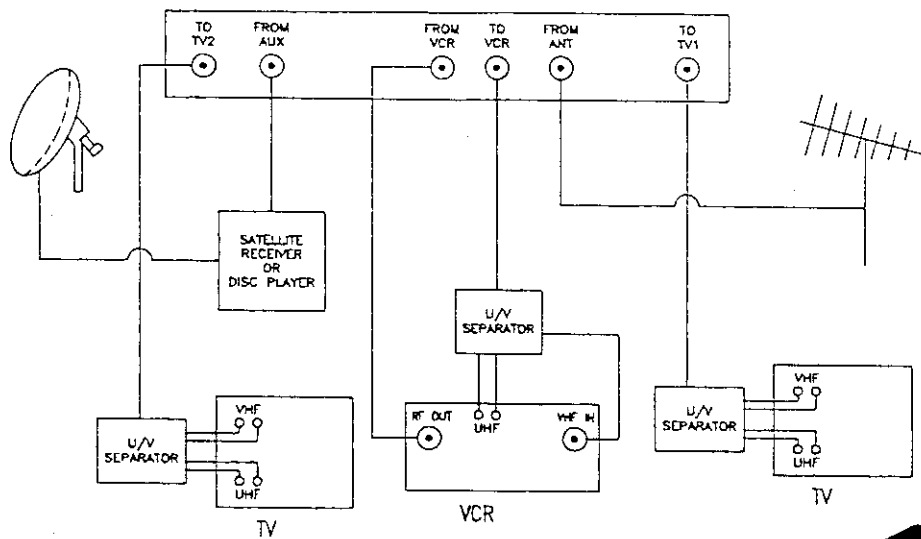 TO
TV2
FROM
AUX
FROM
VCR
TO
VCR
FROM
ANT
TO
TV1
SATELLITE
RECEIVER
OR
DISC PLAYER
U/V
SEPARATOR
U/V
SEPARATOR
VHF
UHF
TV
RF OUT
UHF
VHF IN
VCR
U/V
SEPARATOR
VHF
UHF
TV